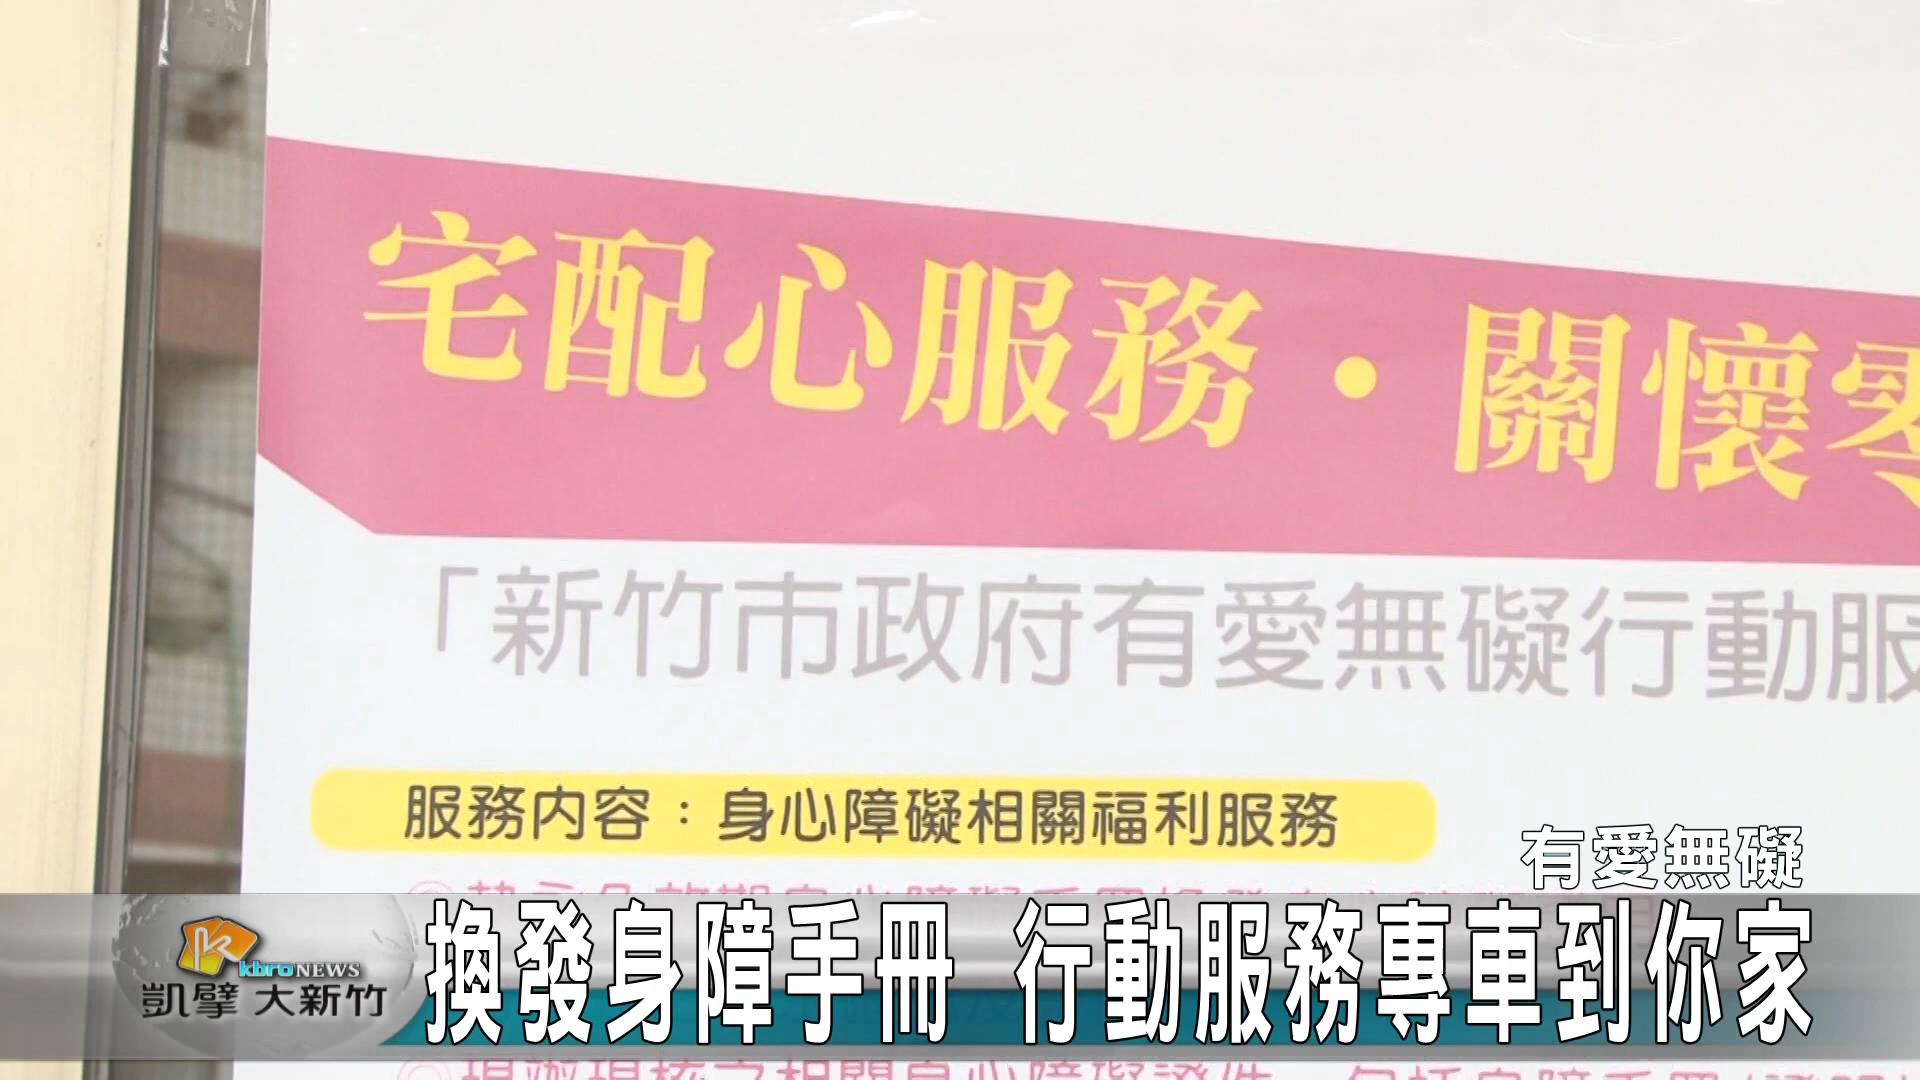 宅配心服務・關懷零
「新竹市政府有愛無礙行動服
服務內容：身心障礙相關福利服務
有愛無礙
換發身障手冊 行動服務專車到你家
kbro NEWS
凱擘 大新竹